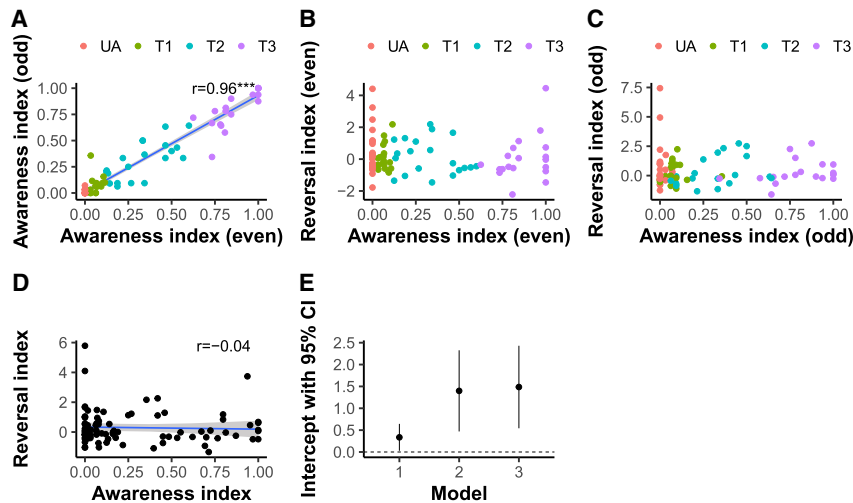 A
UA T1 T2 T3
Awareness index (odd)
1.00
0.75
0.50
0.25
0.00
r=0.96***
0.00 0.25 0.50 0.75 1.00
Awareness index (even)
B
UA T1 T2 T3
Reversal index (even)
4
2
0
−2
0.00 0.25 0.50 0.75 1.00
Awareness index (even)
C
UA T1 T2 T3
Reversal index (odd)
7.5
5.0
2.5
0.0
0.00 0.25 0.50 0.75 1.00
Awareness index (odd)
D
Reversal index
6
4
2
0
r=−0.04
0.00 0.25 0.50 0.75 1.00
Awareness index
E
Intercept with 95% CI
2.5
2.0
1.5
1.0
0.5
0.0
1 2 3
Model